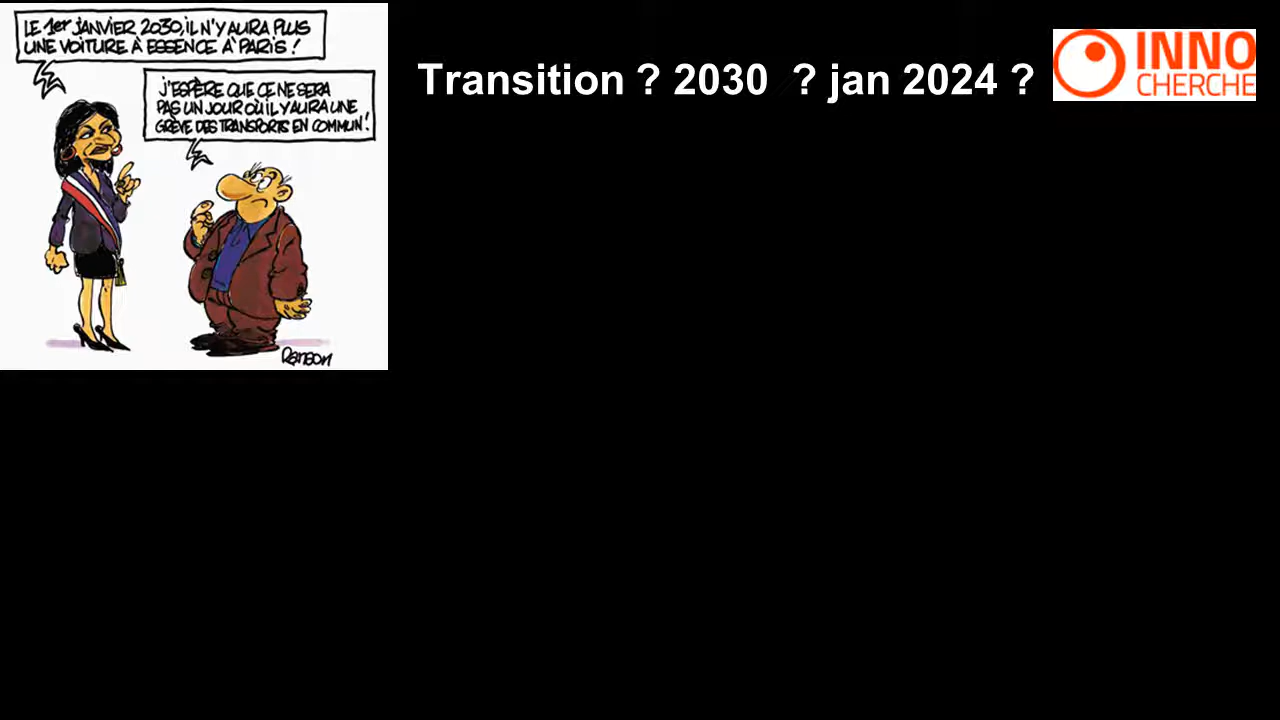 LE 1er JANVIER 2030, IL N'Y AURA PLUS
UNE VOITURE À ESSENCE À PARIS !
J'ESPÈRE QUE CE NE SERA
PAS UN JOUR OÙ IL Y AURA UNE
GRÈVE DES TRANSPORTS EN COMMUN !
Ranson
Transition ? 2030 ? jan 2024 ?
INNO
CHERCHE